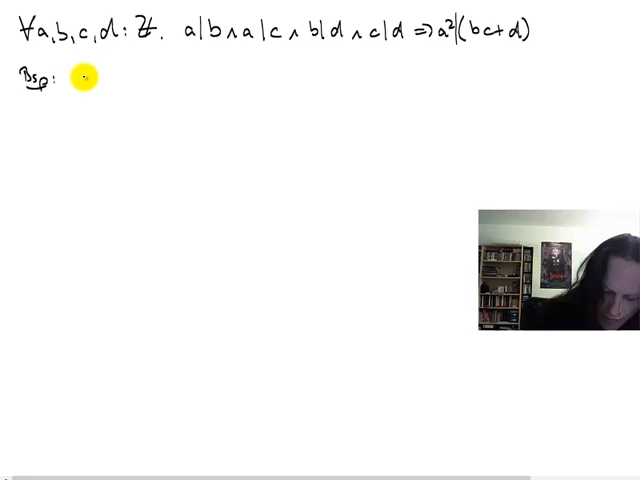 ∀a,b,c,d : ℤ. a|b ∧ a|c ∧ b|d ∧ c|d ⇒ a²|(bc+d)
Bsp: